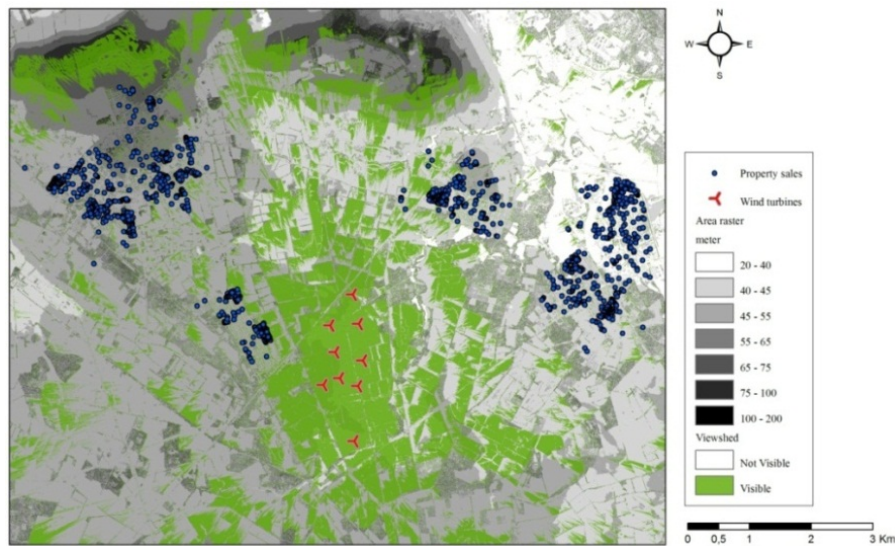 N
W E
S
Property sales
Wind turbines
Area raster
meter
20 - 40
40 - 45
45 - 55
55 - 65
65 - 75
75 - 100
100 - 200
Viewshed
Not Visible
Visible
0 0,5 1 2 3 Km